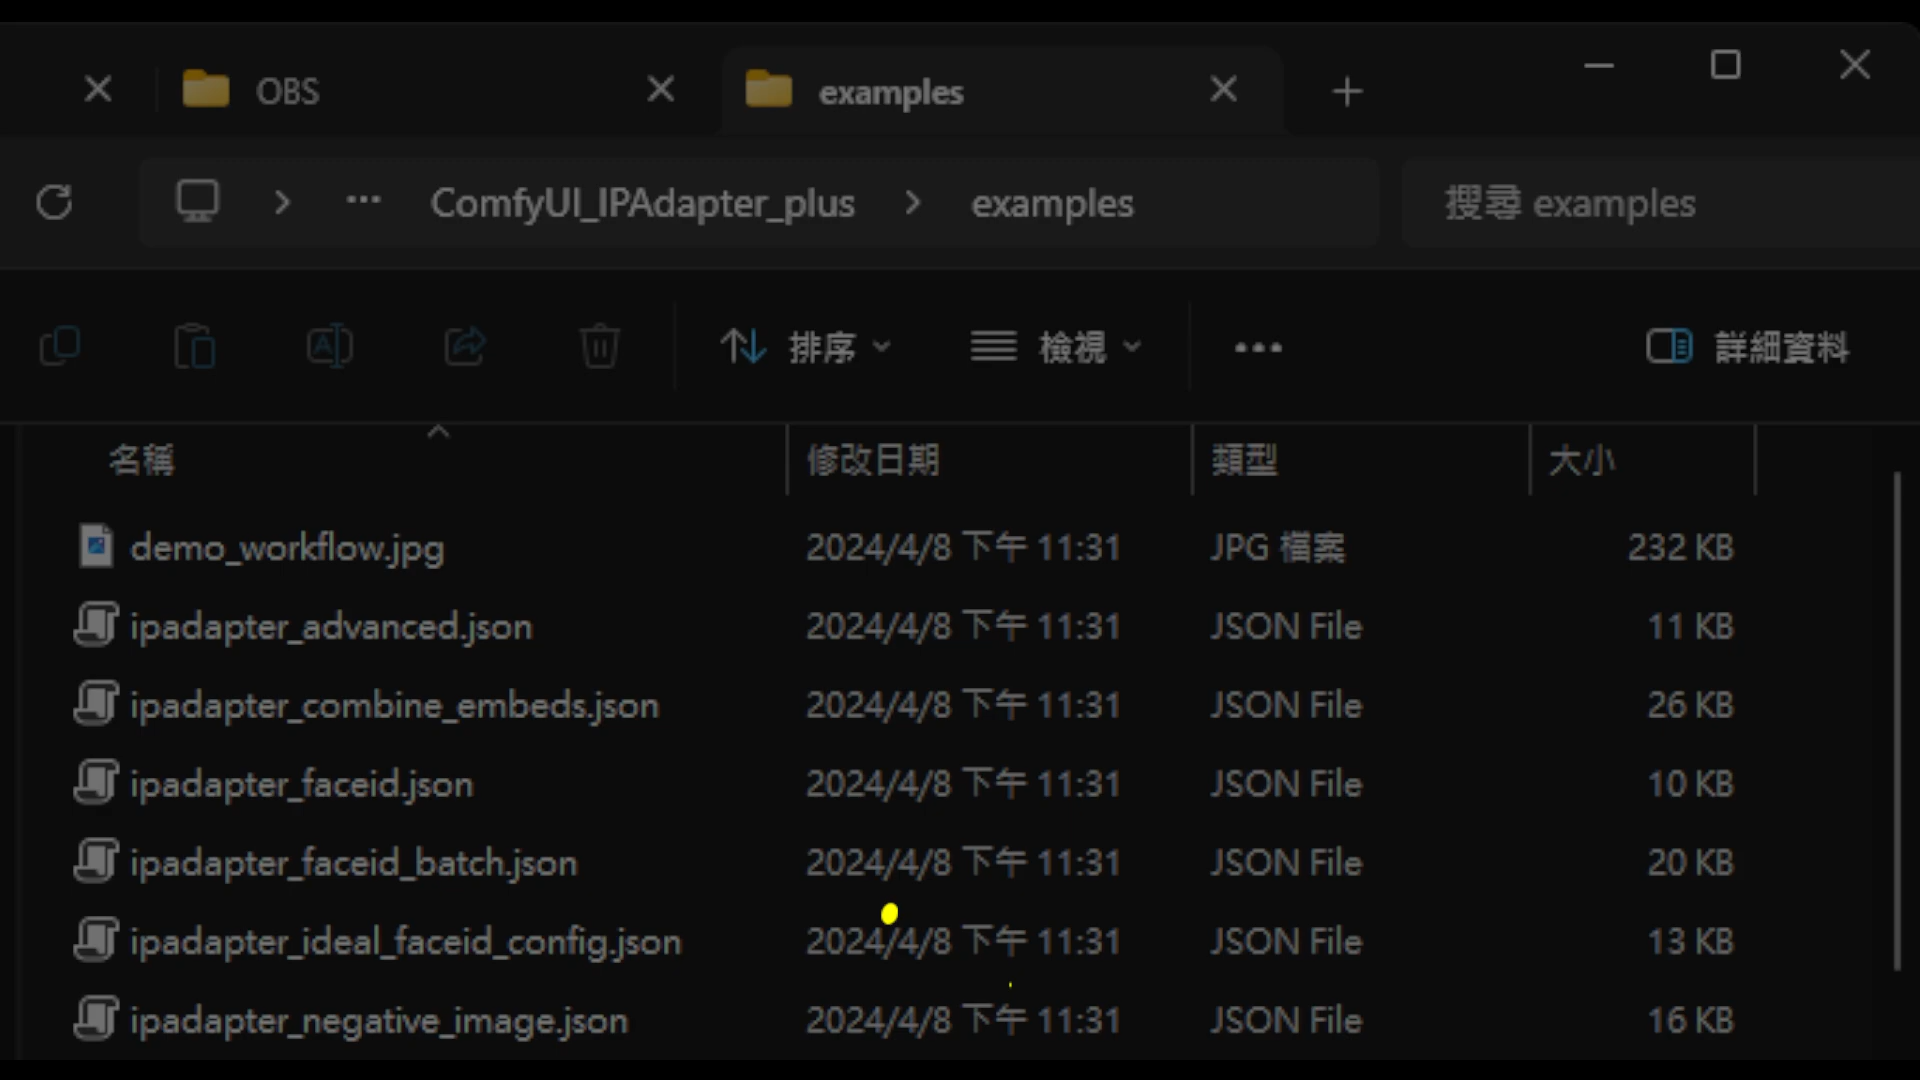 OBS examples
ComfyUI_IPAdapter_plus examples 搜尋 examples
排序 檢視 詳細資料
名稱 修改日期 類型 大小
demo_workflow.jpg 2024/4/8 下午 11:31 JPG 檔案 232 KB
ipadapter_advanced.json 2024/4/8 下午 11:31 JSON File 11 KB
ipadapter_combine_embeds.json 2024/4/8 下午 11:31 JSON File 26 KB
ipadapter_faceid.json 2024/4/8 下午 11:31 JSON File 10 KB
ipadapter_faceid_batch.json 2024/4/8 下午 11:31 JSON File 20 KB
ipadapter_ideal_faceid_config.json 2024/4/8 下午 11:31 JSON File 13 KB
ipadapter_negative_image.json 2024/4/8 下午 11:31 JSON File 16 KB